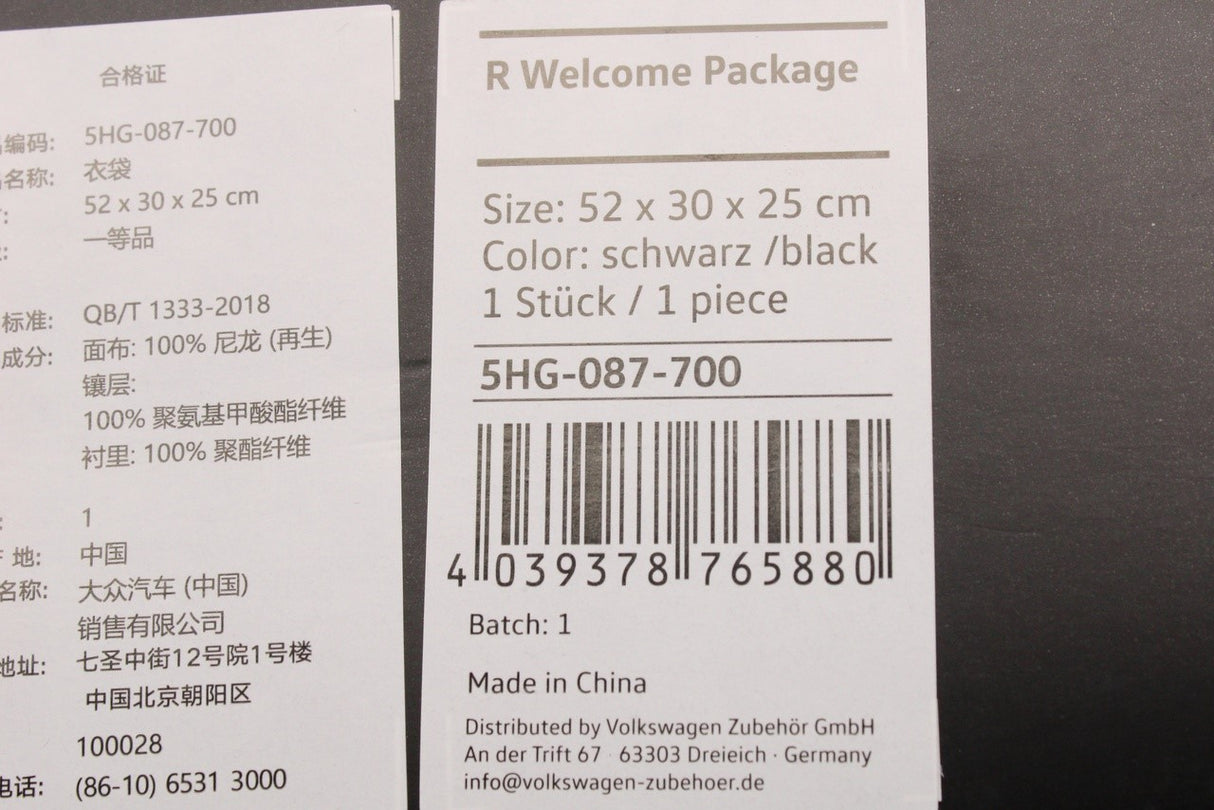 合格证
编码: 5HG-087-700
名称: 衣袋
: 52 x 30 x 25 cm
: 一等品
标准: QB/T 1333-2018
成分: 面布: 100% 尼龙 (再生)
镶层:
100% 聚氨基甲酸酯纤维
衬里: 100% 聚酯纤维
: 1
地: 中国
名称: 大众汽车 (中国)
销售有限公司
地址: 七圣中街12号院1号楼
中国北京朝阳区
100028
电话: (86-10) 6531 3000
R Welcome Package
Size: 52 x 30 x 25 cm
Color: schwarz /black
1 Stück / 1 piece
5HG-087-700
4 039378 765880
Batch: 1
Made in China
Distributed by Volkswagen Zubehör GmbH
An der Trift 67 · 63303 Dreieich · Germany
info@volkswagen-zubehoer.de